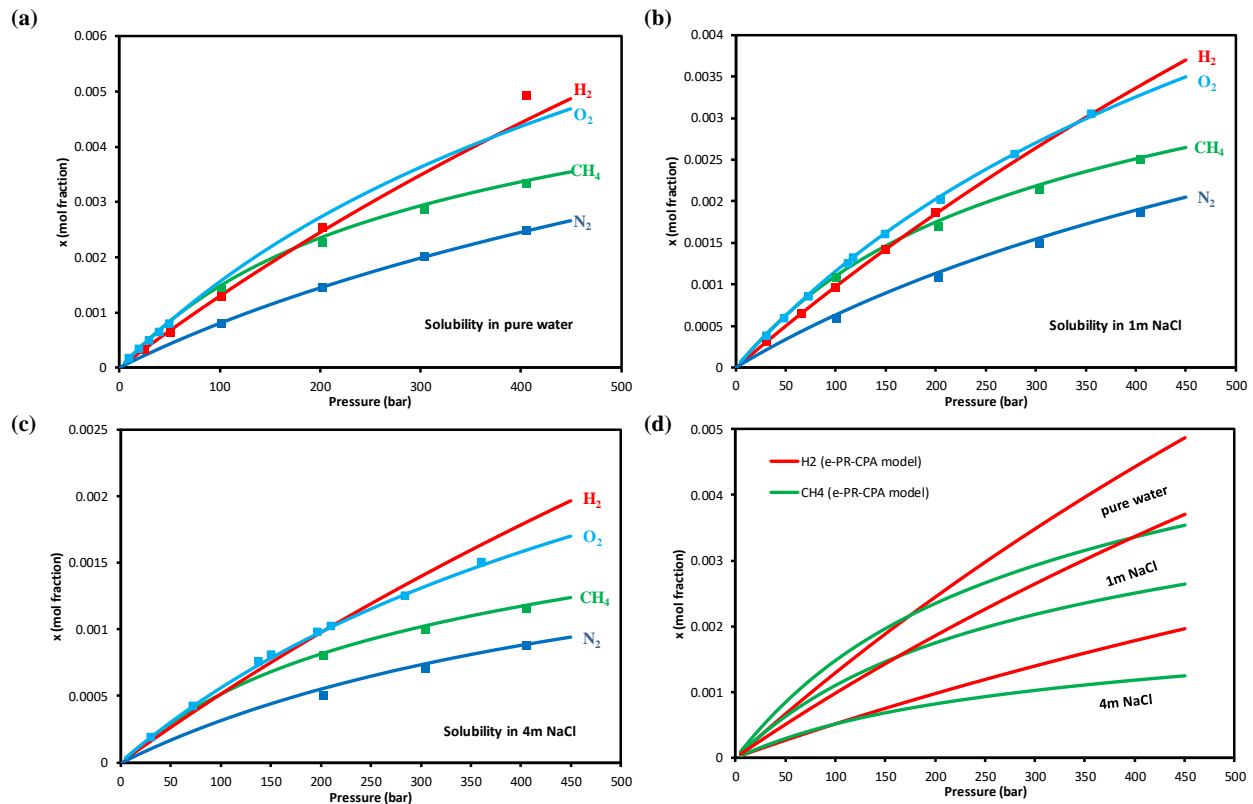 (a)
0.006
0.005
0.004
0.003
0.002
0.001
0
x (mol fraction)
H2
O2
CH4
N2
Solubility in pure water
0 100 200 300 400 500
Pressure (bar)
(b)
0.004
0.0035
0.003
0.0025
0.002
0.0015
0.001
0.0005
0
x (mol fraction)
H2
O2
CH4
N2
Solubility in 1m NaCl
0 50 100 150 200 250 300 350 400 450 500
Pressure (bar)
(c)
0.0025
0.002
0.0015
0.001
0.0005
0
x (mol fraction)
H2
O2
CH4
N2
Solubility in 4m NaCl
0 50 100 150 200 250 300 350 400 450 500
Pressure (bar)
(d)
0.005
0.004
0.003
0.002
0.001
0
x (mol fraction)
H2 (e-PR-CPA model)
CH4 (e-PR-CPA model)
pure water
1m NaCl
4m NaCl
0 50 100 150 200 250 300 350 400 450 500
Pressure (bar)